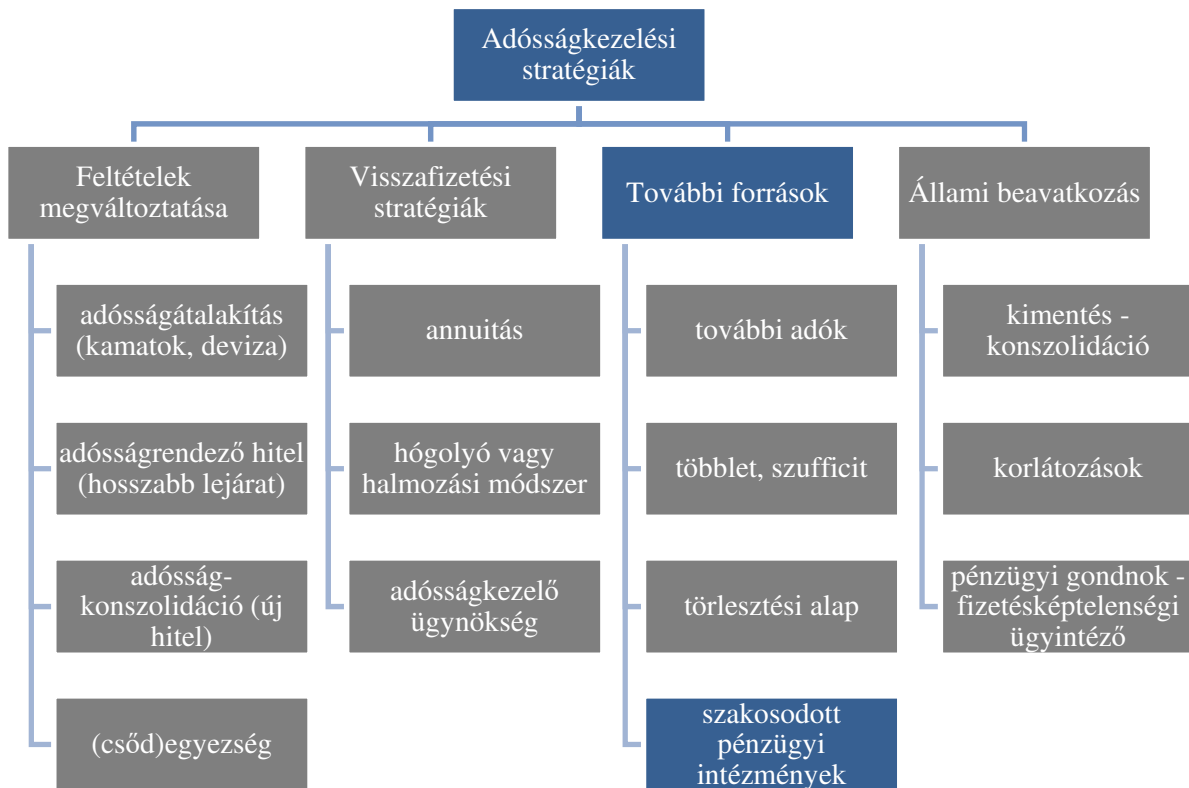 Adósságkezelési
stratégiák
Feltételek
megváltoztatása
adósságátalakítás
(kamatok, deviza)
adósságrendező hitel
(hosszabb lejárat)
adósság-
konszolidáció (új
hitel)
(csőd)egyezség
Visszafizetési
stratégiák
annuitás
hógolyó vagy
halmozási módszer
adósságkezelő
ügynökség
További források
további adók
többlet, szufficit
törlesztési alap
szakosodott
pénzügyi
intézmények
Állami beavatkozás
kimentés -
konszolidáció
korlátozások
pénzügyi gondnok -
fizetésképtelenségi
ügyintéző